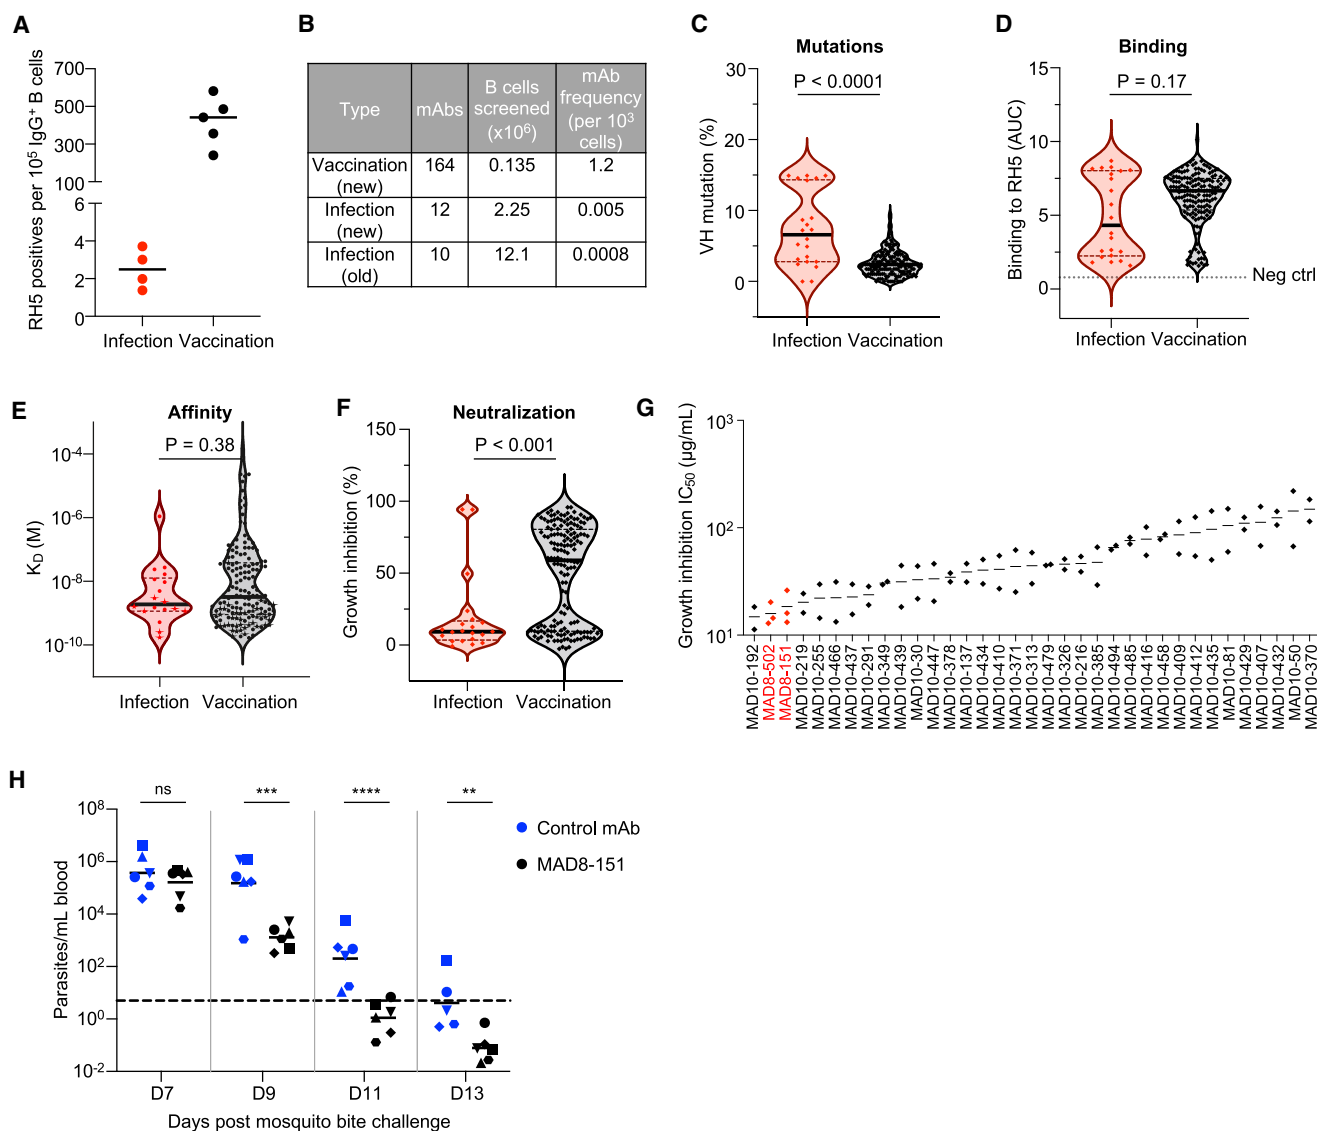 A
RH5 positives per 10⁵ IgG⁺ B cells
700
500
300
100
6
4
2
0
Infection Vaccination
B
Type
mAbs
B cells
screened
(x10⁶)
mAb
frequency
(per 10³
cells)
Vaccination
(new)
164
0.135
1.2
Infection
(new)
12
2.25
0.005
Infection
(old)
10
12.1
0.0008
C
Mutations
P < 0.0001
VH mutation (%)
30
20
10
0
Infection Vaccination
D
Binding
P = 0.17
Binding to RH5 (AUC)
15
10
5
0
Neg ctrl
Infection Vaccination
E
Affinity
P = 0.38
K_D (M)
10⁻⁴
10⁻⁶
10⁻⁸
10⁻¹⁰
Infection Vaccination
F
Neutralization
P < 0.001
Growth inhibition (%)
150
100
50
0
Infection Vaccination
G
Growth inhibition IC₅₀ (µg/mL)
10³
10²
10¹
MAD10-192
MAD8-502
MAD8-151
MAD10-219
MAD10-255
MAD10-466
MAD10-437
MAD10-291
MAD10-349
MAD10-439
MAD10-30
MAD10-447
MAD10-378
MAD10-137
MAD10-434
MAD10-410
MAD10-371
MAD10-313
MAD10-479
MAD10-326
MAD10-216
MAD10-385
MAD10-494
MAD10-485
MAD10-416
MAD10-458
MAD10-409
MAD10-412
MAD10-435
MAD10-81
MAD10-429
MAD10-407
MAD10-432
MAD10-50
MAD10-370
H
ns
***
****
**
Control mAb
MAD8-151
Parasites/mL blood
10⁸
10⁶
10⁴
10²
10⁰
10⁻²
D7
D9
D11
D13
Days post mosquito bite challenge